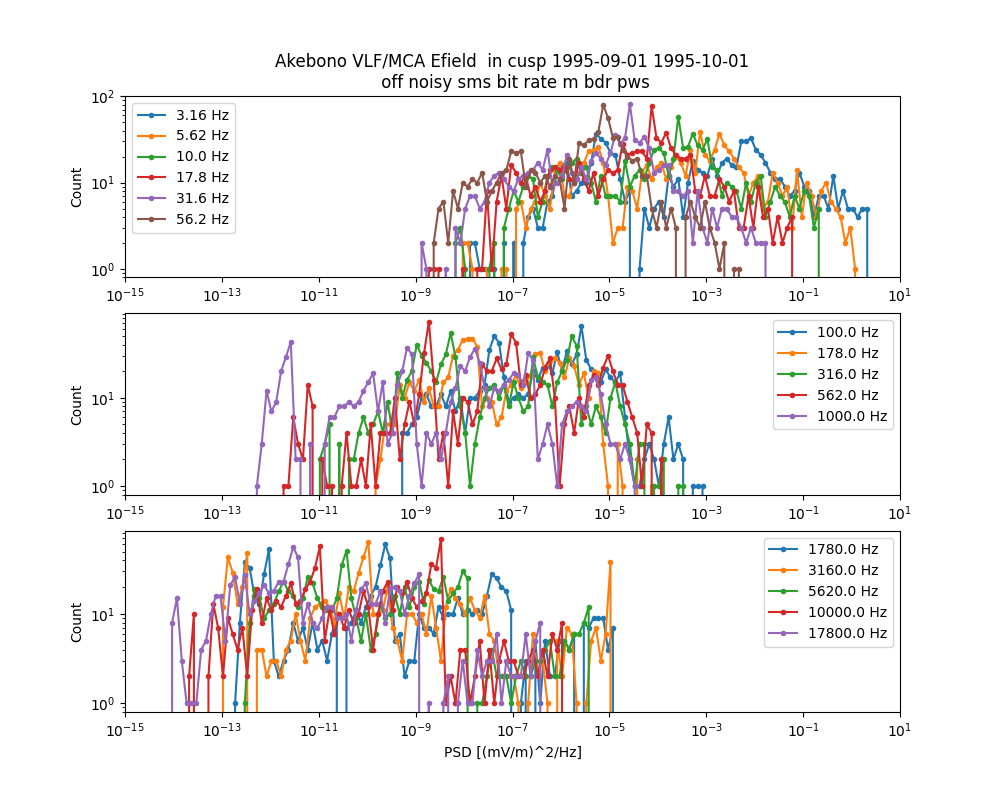 Akebono VLF/MCA Efield  in cusp 1995-09-01 1995-10-01
off noisy sms bit rate m bdr pws
Count
10^2
10^1
10^0
3.16 Hz
5.62 Hz
10.0 Hz
17.8 Hz
31.6 Hz
56.2 Hz
10^-15 10^-13 10^-11 10^-9 10^-7 10^-5 10^-3 10^-1 10^1
Count
10^1
10^0
100.0 Hz
178.0 Hz
316.0 Hz
562.0 Hz
1000.0 Hz
10^-15 10^-13 10^-11 10^-9 10^-7 10^-5 10^-3 10^-1 10^1
Count
10^1
10^0
1780.0 Hz
3160.0 Hz
5620.0 Hz
10000.0 Hz
17800.0 Hz
10^-15 10^-13 10^-11 10^-9 10^-7 10^-5 10^-3 10^-1 10^1
PSD [(mV/m)^2/Hz]